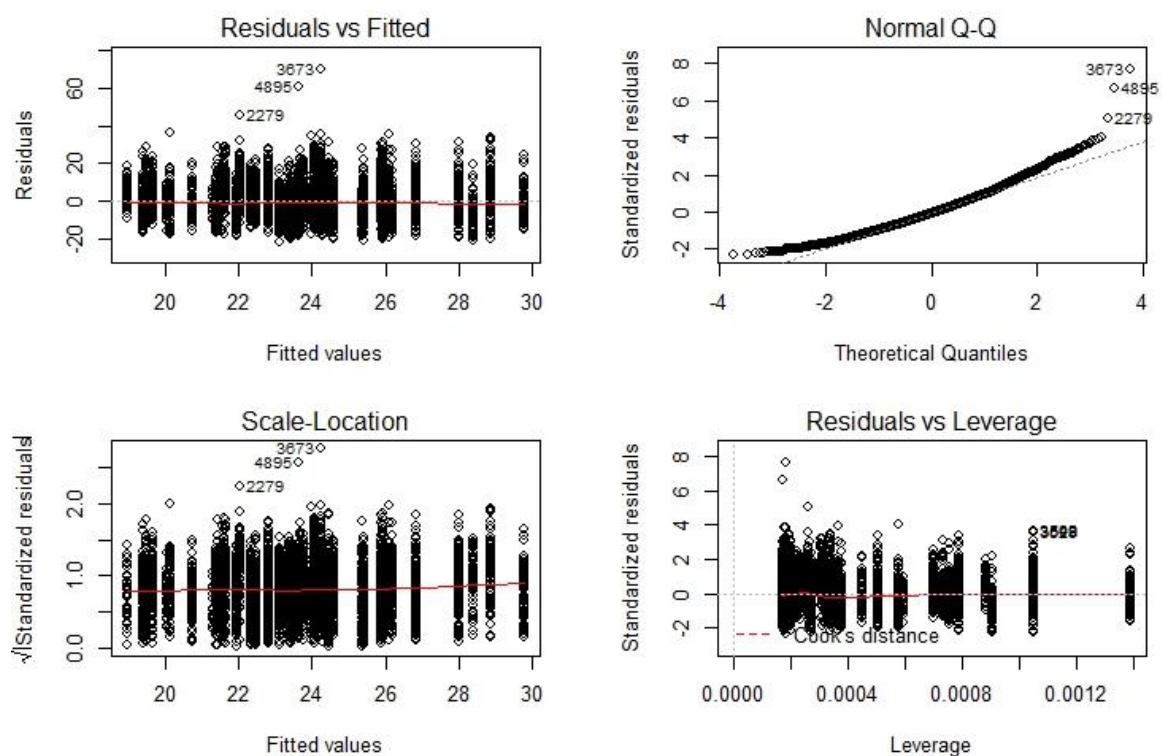 Residuals vs Fitted
Residuals
60
20
0
-20
3673
4895
2279
20 22 24 26 28 30
Fitted values
Normal Q-Q
Standardized residuals
8
6
4
2
0
-2
3673
4895
2279
-4 -2 0 2 4
Theoretical Quantiles
Scale-Location
√|Standardized residuals|
2.0
1.0
0.0
3673
4895
2279
20 22 24 26 28 30
Fitted values
Residuals vs Leverage
Standardized residuals
8
6
4
2
0
-2
Cook's distance
0.0000 0.0004 0.0008 0.0012
Leverage